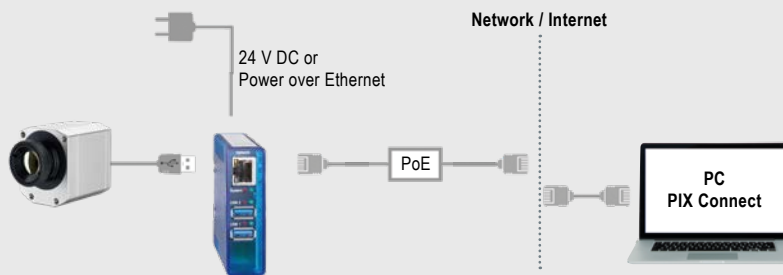 Network / Internet
24 V DC or
Power over Ethernet
PoE
PC
PIX Connect